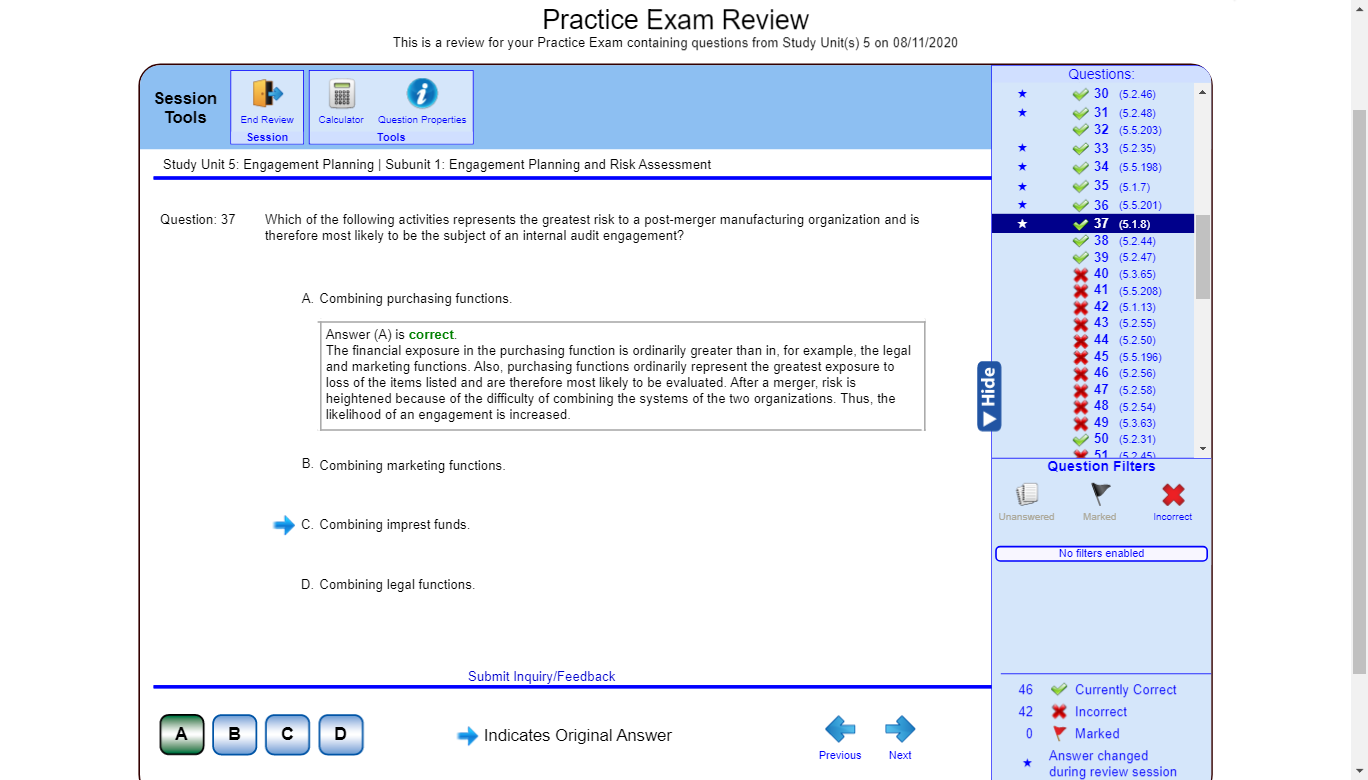 Practice Exam Review
This is a review for your Practice Exam containing questions from Study Unit(s) 5 on 08/11/2020
Session
Tools
End Review
Session
Calculator
Question Properties
Tools
Study Unit 5: Engagement Planning | Subunit 1: Engagement Planning and Risk Assessment
Question: 37
Which of the following activities represents the greatest risk to a post-merger manufacturing organization and is
therefore most likely to be the subject of an internal audit engagement?
A. Combining purchasing functions.
Answer (A) is correct.
The financial exposure in the purchasing function is ordinarily greater than in, for example, the legal
and marketing functions. Also, purchasing functions ordinarily represent the greatest exposure to
loss of the items listed and are therefore most likely to be evaluated. After a merger, risk is
heightened because of the difficulty of combining the systems of the two organizations. Thus, the
likelihood of an engagement is increased.
B. Combining marketing functions.
C. Combining imprest funds.
D. Combining legal functions.
Submit Inquiry/Feedback
A B C D
Indicates Original Answer
Previous
Next
Hide
Questions:
30 (5.2.46)
31 (5.2.48)
32 (5.5.203)
33 (5.2.35)
34 (5.5.198)
35 (5.1.7)
36 (5.5.201)
37 (5.1.8)
38 (5.2.44)
39 (5.2.47)
40 (5.3.65)
41 (5.5.208)
42 (5.1.13)
43 (5.2.55)
44 (5.2.50)
45 (5.5.196)
46 (5.2.56)
47 (5.2.58)
48 (5.2.54)
49 (5.3.63)
50 (5.2.31)
51 (5.2.45)
Question Filters
Unanswered
Marked
Incorrect
No filters enabled
46 Currently Correct
42 Incorrect
0 Marked
Answer changed
during review session